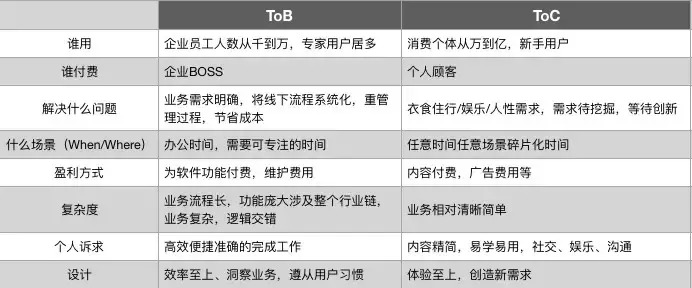 ToB ToC
谁用 企业员工人数从千到万，专家用户居多 消费个体从万到亿，新手用户
谁付费 企业BOSS 个人顾客
解决什么问题 业务需求明确，将线下流程系统化，重管理过程，节省成本 衣食住行/娱乐/人性需求，需求待挖掘，等待创新
什么场景（When/Where） 办公时间，需要可专注的时间 任意时间任意场景碎片化时间
盈利方式 为软件功能付费，维护费用 内容付费，广告费用等
复杂度 业务流程长，功能庞大涉及整个行业链，业务复杂，逻辑交错 业务相对清晰简单
个人诉求 高效便捷准确的完成工作 内容精简，易学易用，社交、娱乐、沟通
设计 效率至上、洞察业务，遵从用户习惯 体验至上，创造新需求